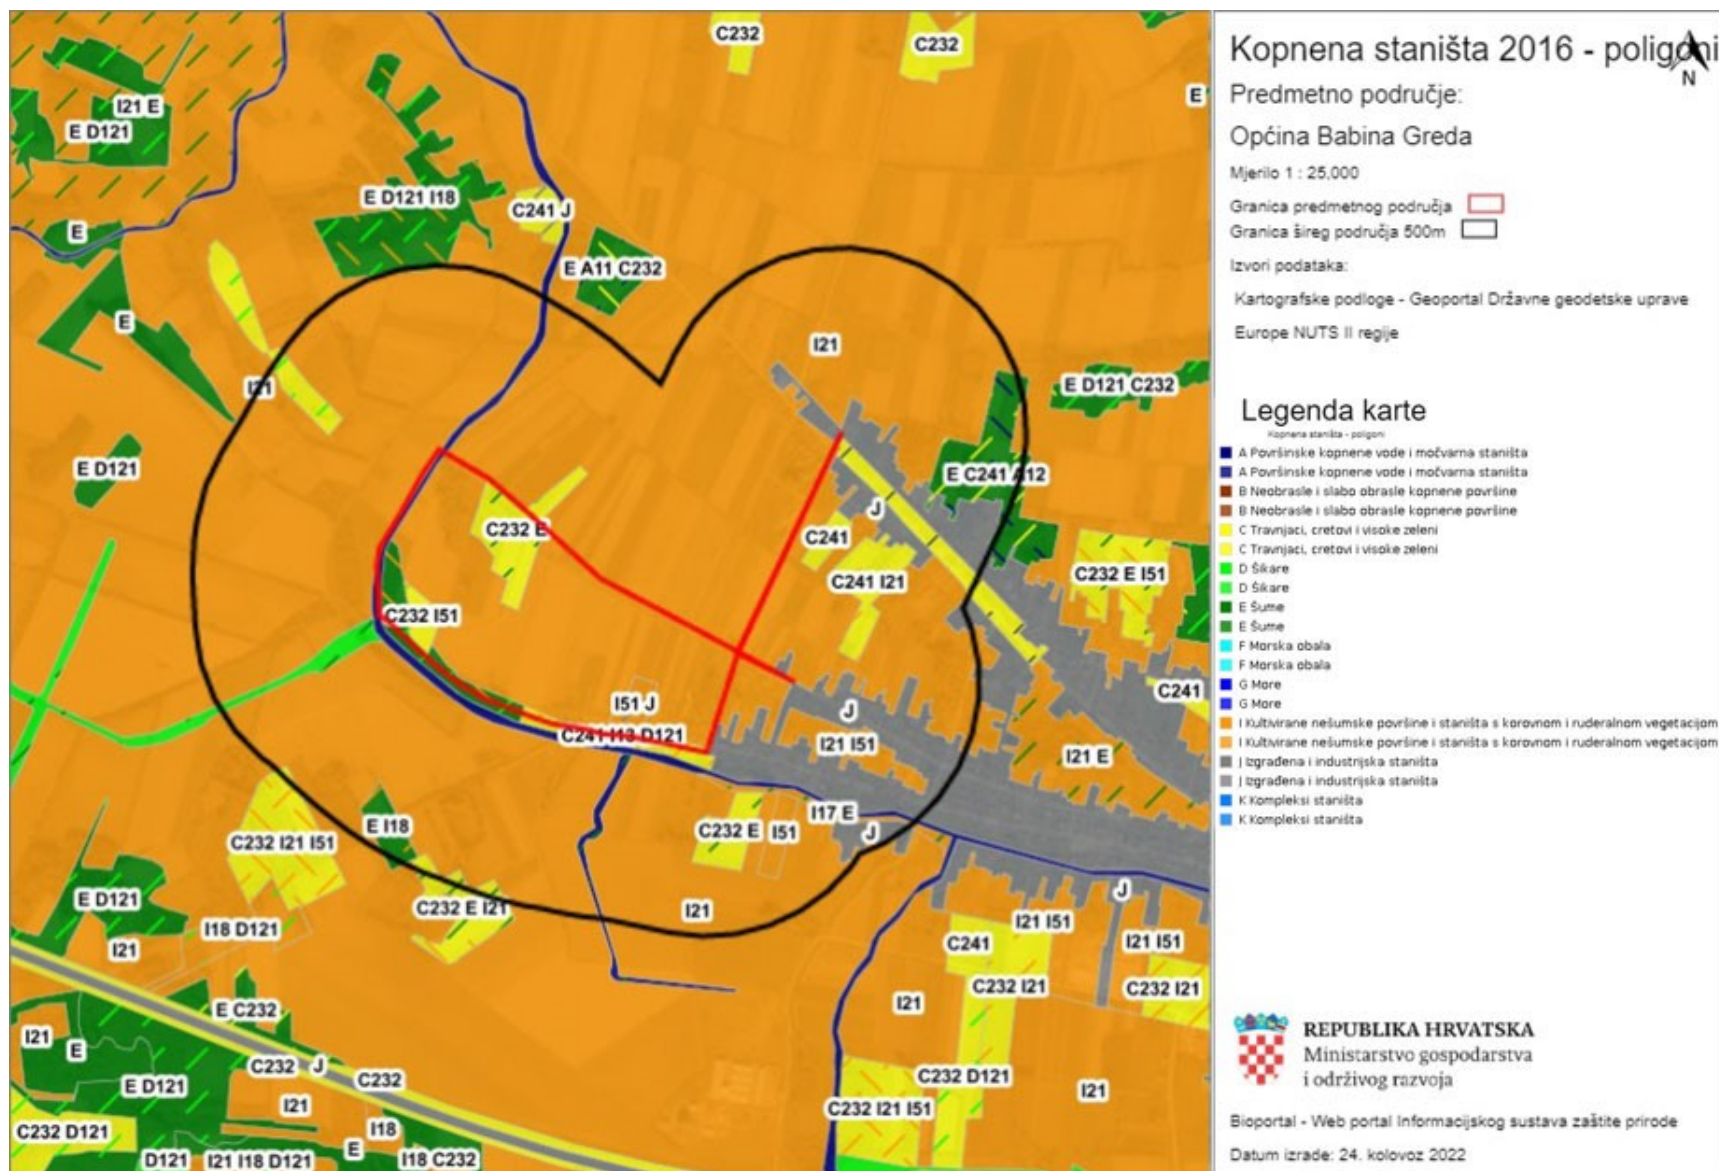 C232
C232
E
I21 E
E D121
E D121 I18
C241 J
E
E A11 C232
E
I21
I21
E D121 C232
E D121
E C241 A12
J
C232 E
C241
C241 I21
C232 E I51
C232 I51
C241
I51 J
J
C241 I13 D121
I21 I51
I21 E
I17 E
C232 E
I51
J
E I18
C232 I21 I51
E D121
J
C232 E I21
I21
I18 D121
I21 I51
I21
C241
I21 I51
C232 I21
C232 I21
I21
E C232
I21
E
C232
J
C232
C232 D121
E D121
I21
I21
C232 I21 I51
C232 D121
I18
E
D121
I21 I18 D121
I18 C232
Kopnena staništa 2016 - poligoni
N
Predmetno područje:
Općina Babina Greda
Mjerilo 1 : 25,000
Granica predmetnog područja
Granica šireg područja 500m
Izvori podataka:
Kartografske podloge - Geoportal Državne geodetske uprave
Europe NUTS II regije
Legenda karte
Kopnena staništa - poligoni
A Površinske kopnene vode i močvarna staništa
A Površinske kopnene vode i močvarna staništa
B Neobrasle i slabo obrasle kopnene površine
B Neobrasle i slabo obrasle kopnene površine
C Travnjaci, cretovi i visoke zeleni
C Travnjaci, cretovi i visoke zeleni
D Šikare
D Šikare
E Šume
E Šume
F Morska obala
F Morska obala
G More
G More
I Kultivirane nešumske površine i staništa s korovnom i ruderalnom vegetacijom
I Kultivirane nešumske površine i staništa s korovnom i ruderalnom vegetacijom
J Izgrađena i industrijska staništa
J Izgrađena i industrijska staništa
K Kompleksi staništa
K Kompleksi staništa
REPUBLIKA HRVATSKA
Ministarstvo gospodarstva
i održivog razvoja
Bioportal - Web portal Informacijskog sustava zaštite prirode
Datum izrade: 24. kolovoz 2022